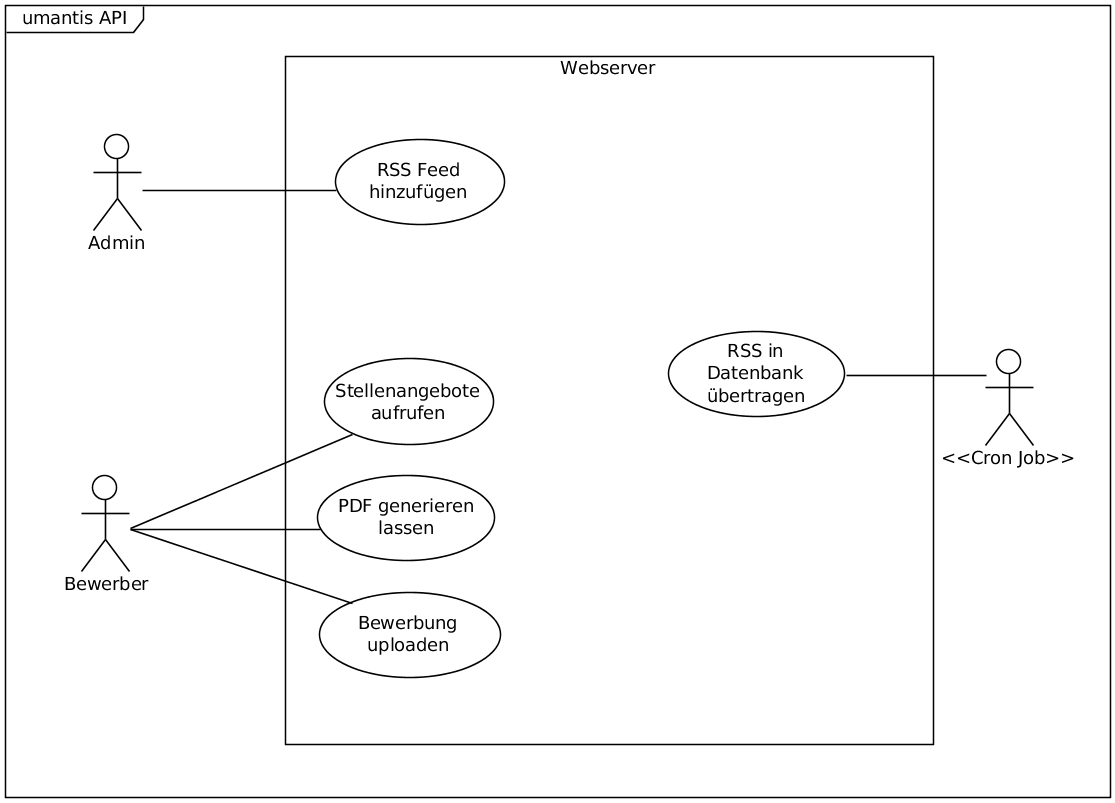 umantis API
Webserver
RSS Feed
hinzufügen
Admin
RSS in
Datenbank
übertragen
<<Cron Job>>
Stellenangebote
aufrufen
PDF generieren
lassen
Bewerber
Bewerbung
uploaden